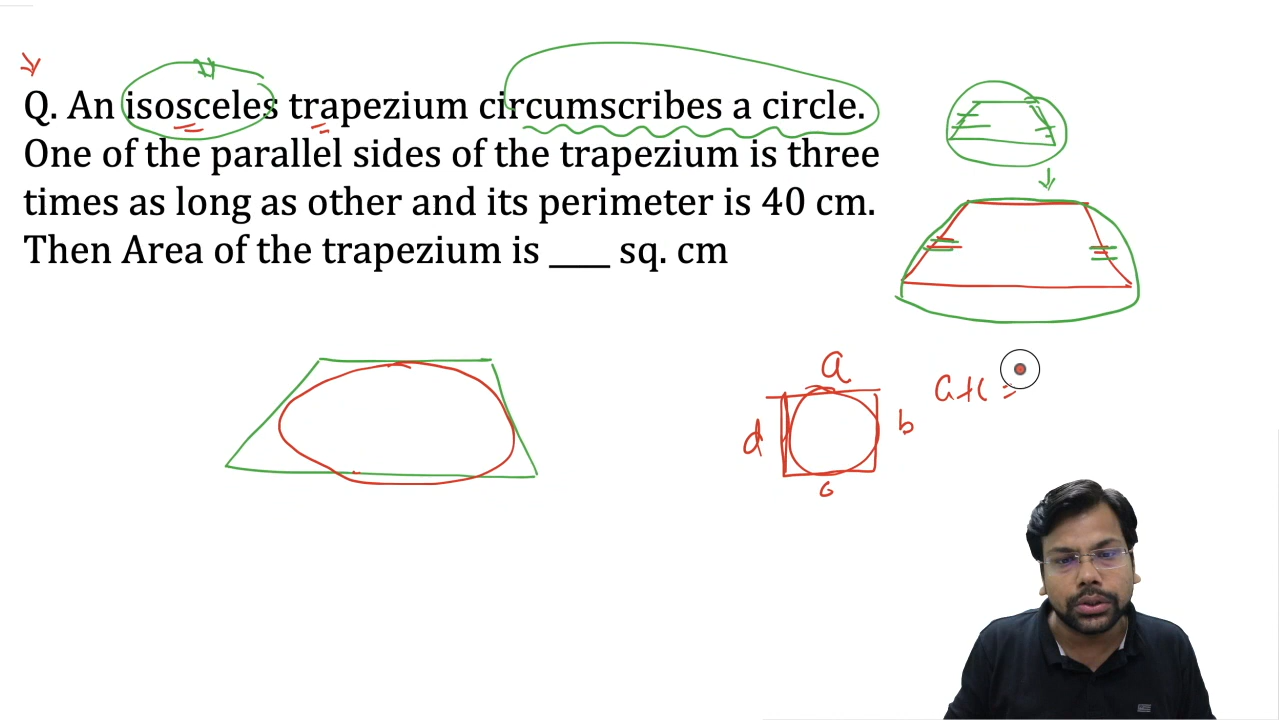 Q. An isosceles trapezium circumscribes a circle.
One of the parallel sides of the trapezium is three
times as long as other and its perimeter is 40 cm.
Then Area of the trapezium is ____ sq. cm
a
a+c =
d
b
c